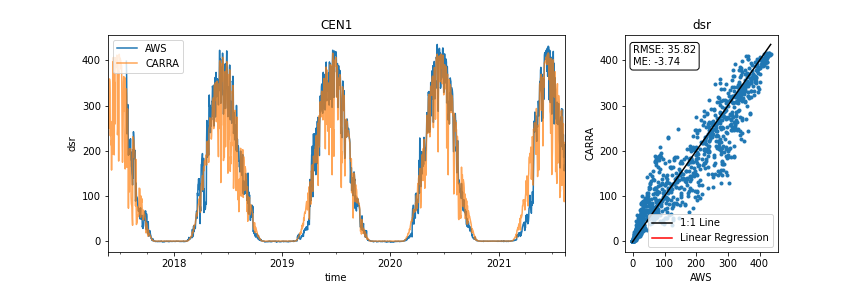 CEN1
AWS
CARRA
dsr
400
300
200
100
0
2018
2019
2020
2021
time
dsr
RMSE: 35.82
ME: -3.74
CARRA
400
300
200
100
0
1:1 Line
Linear Regression
0
100
200
300
400
AWS